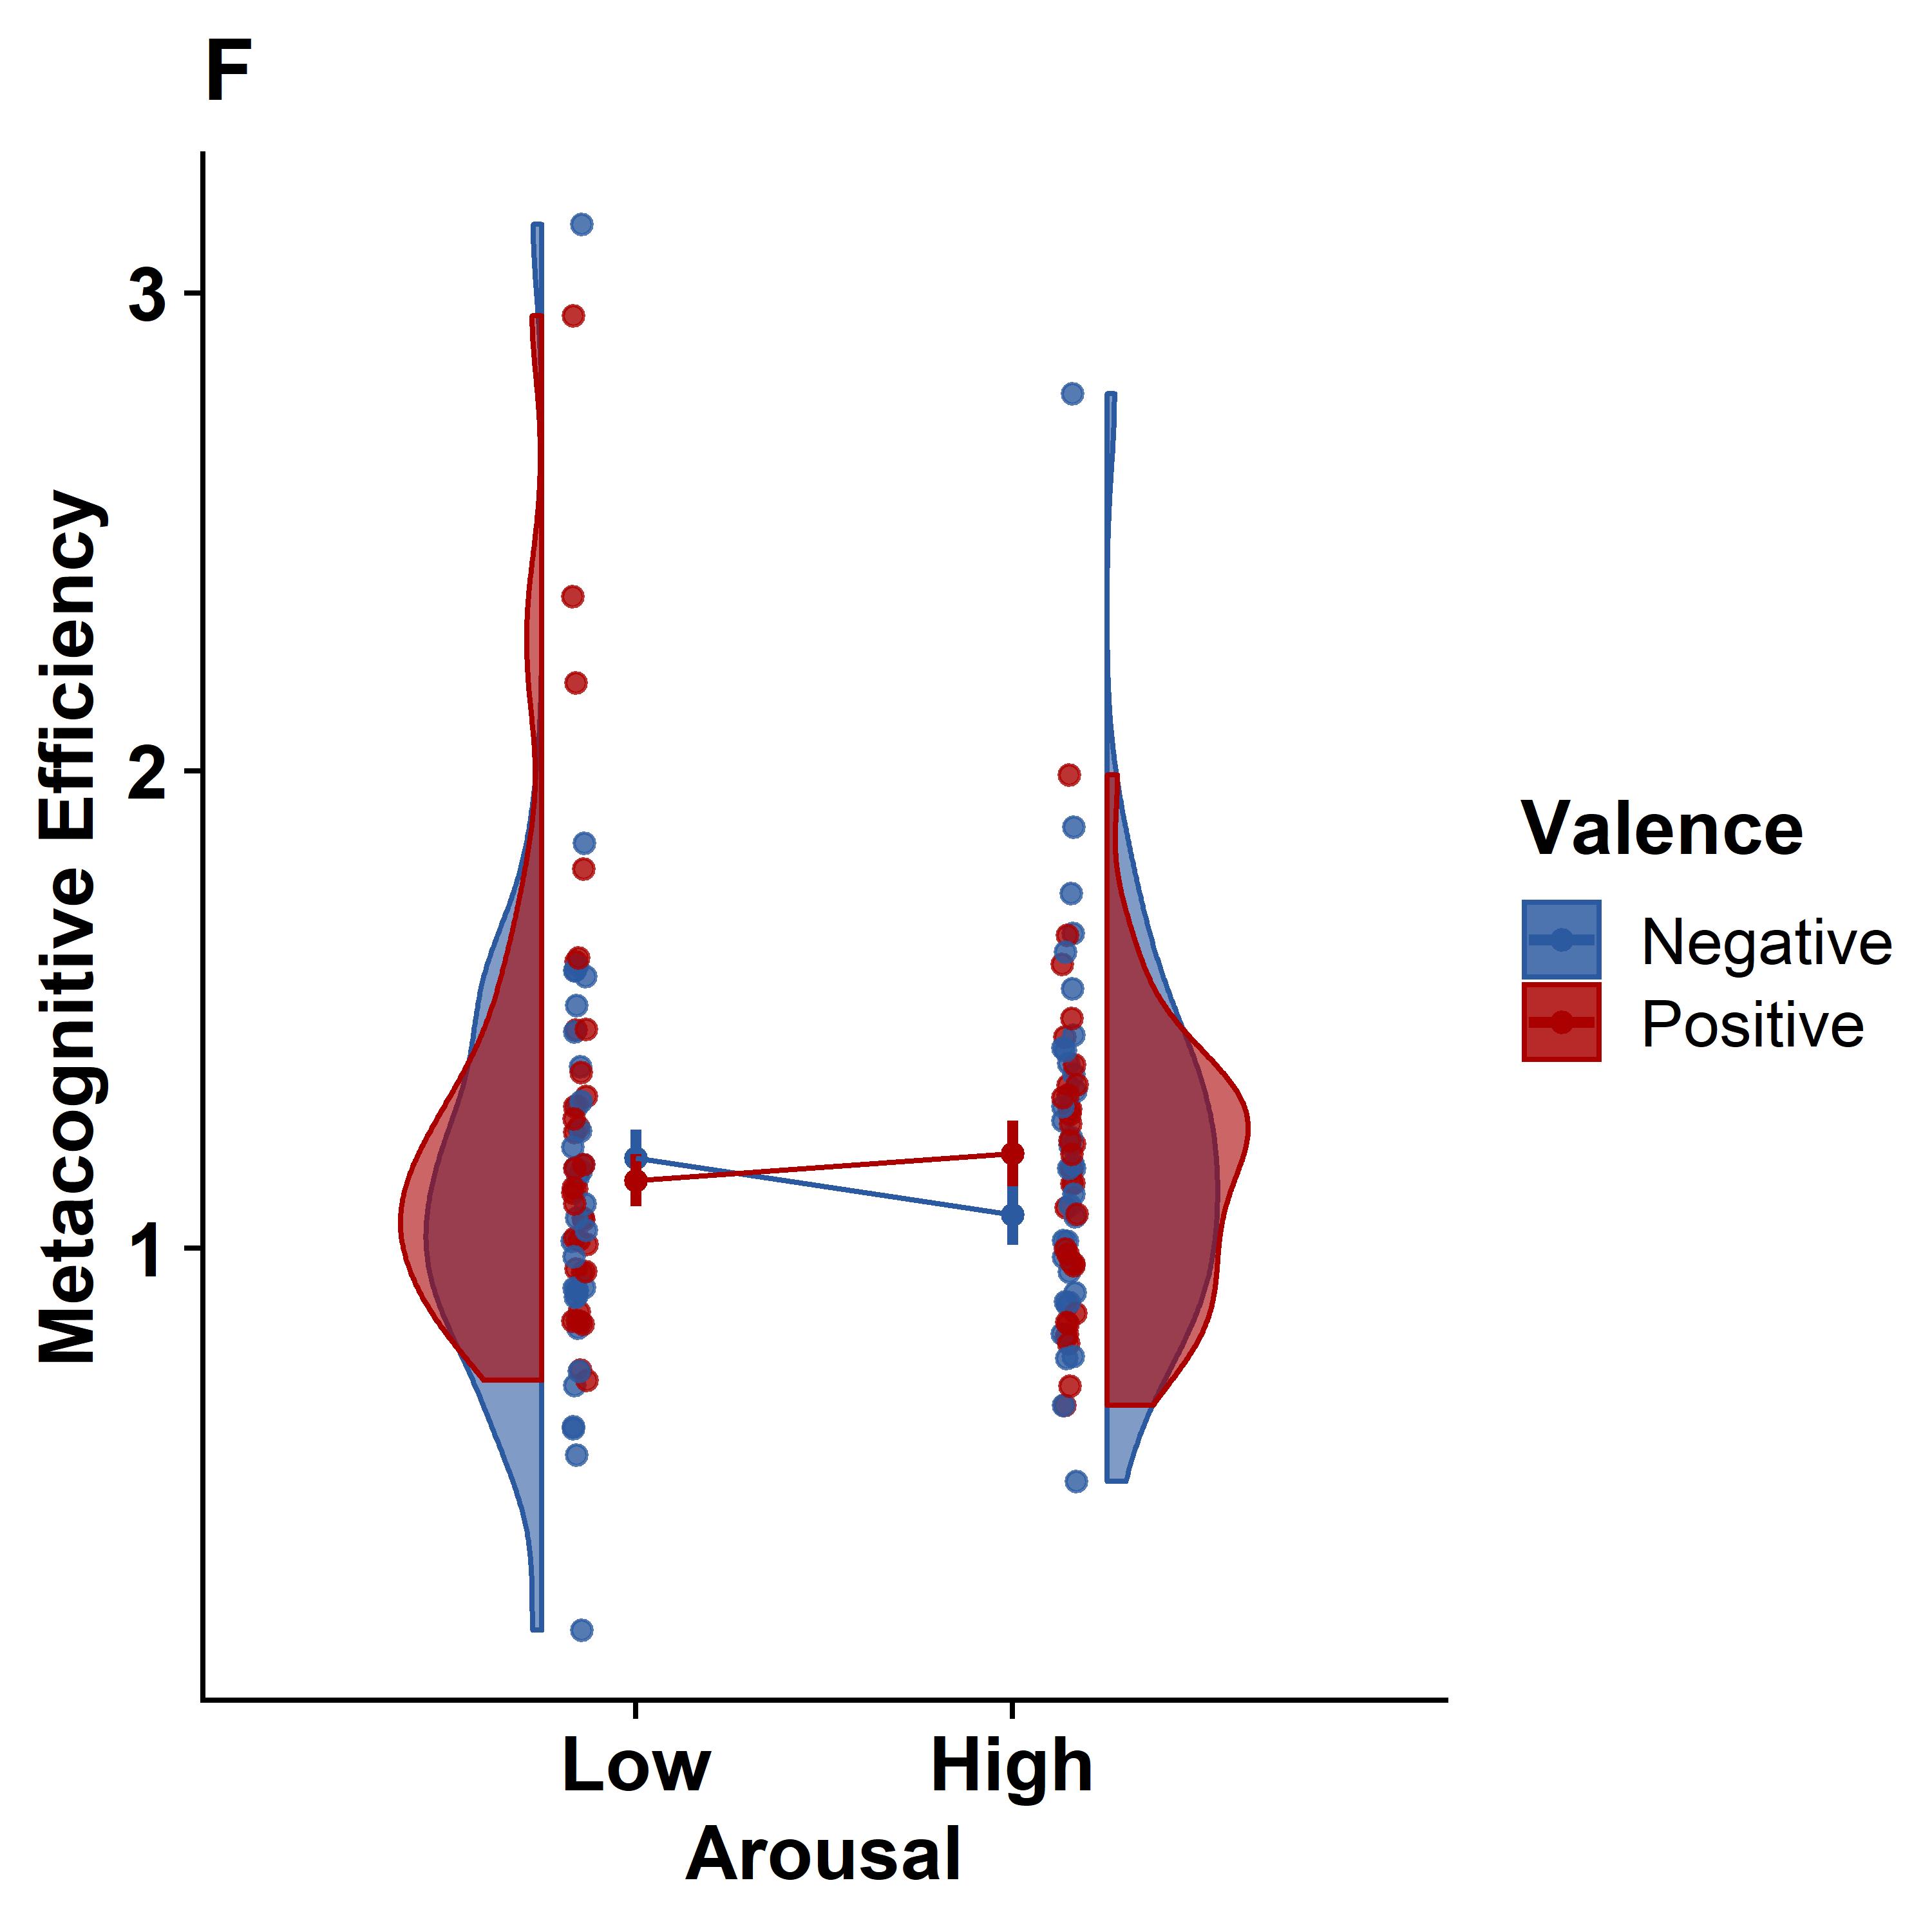 F
Metacognitive Efficiency
3
2
1
Low
High
Arousal
Valence
Negative
Positive